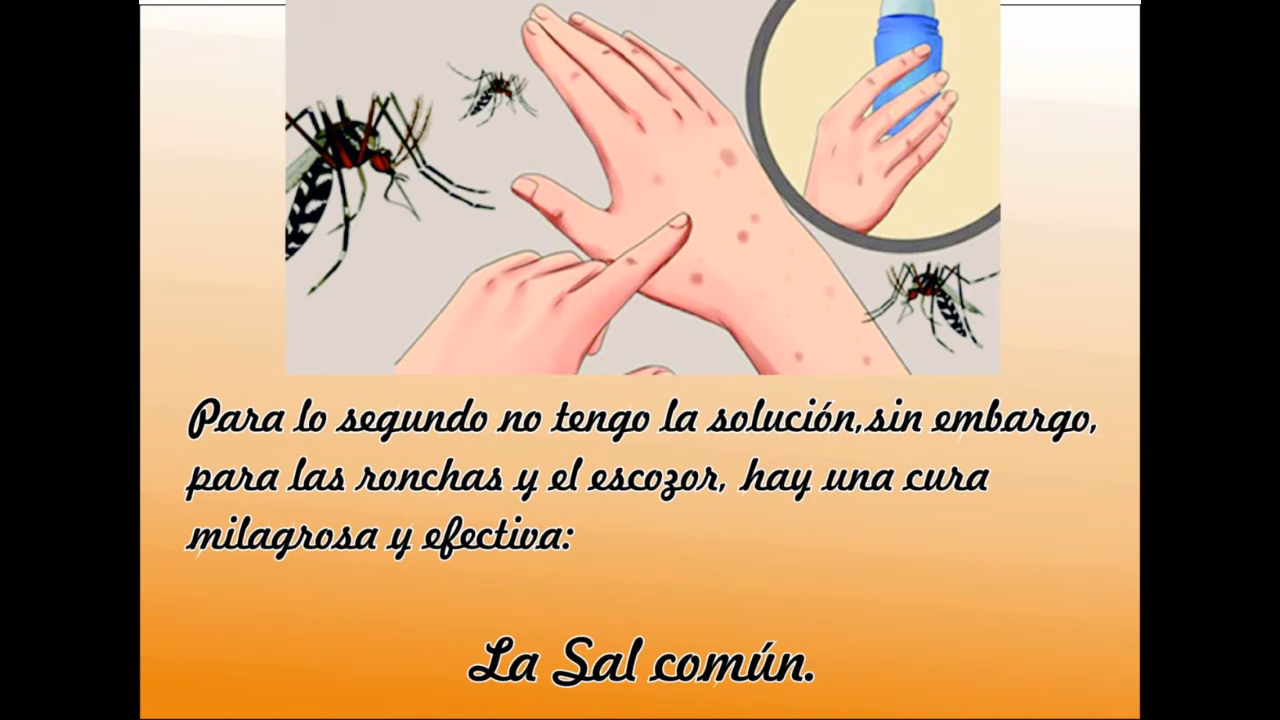 Para lo segundo no tengo la solución,sin embargo,
para las ronchas y el escozor, hay una cura
milagrosa y efectiva:
La Sal común.